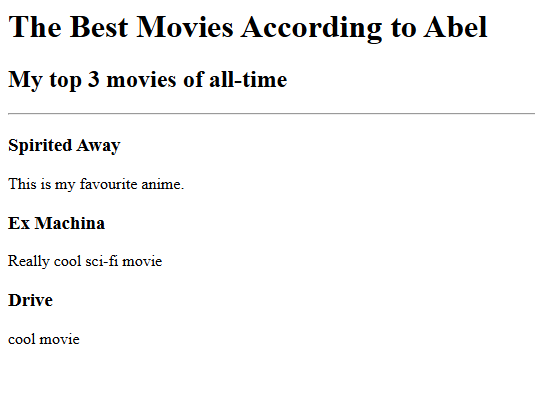 The Best Movies According to Abel
My top 3 movies of all-time
Spirited Away
This is my favourite anime.
Ex Machina
Really cool sci-fi movie
Drive
cool movie